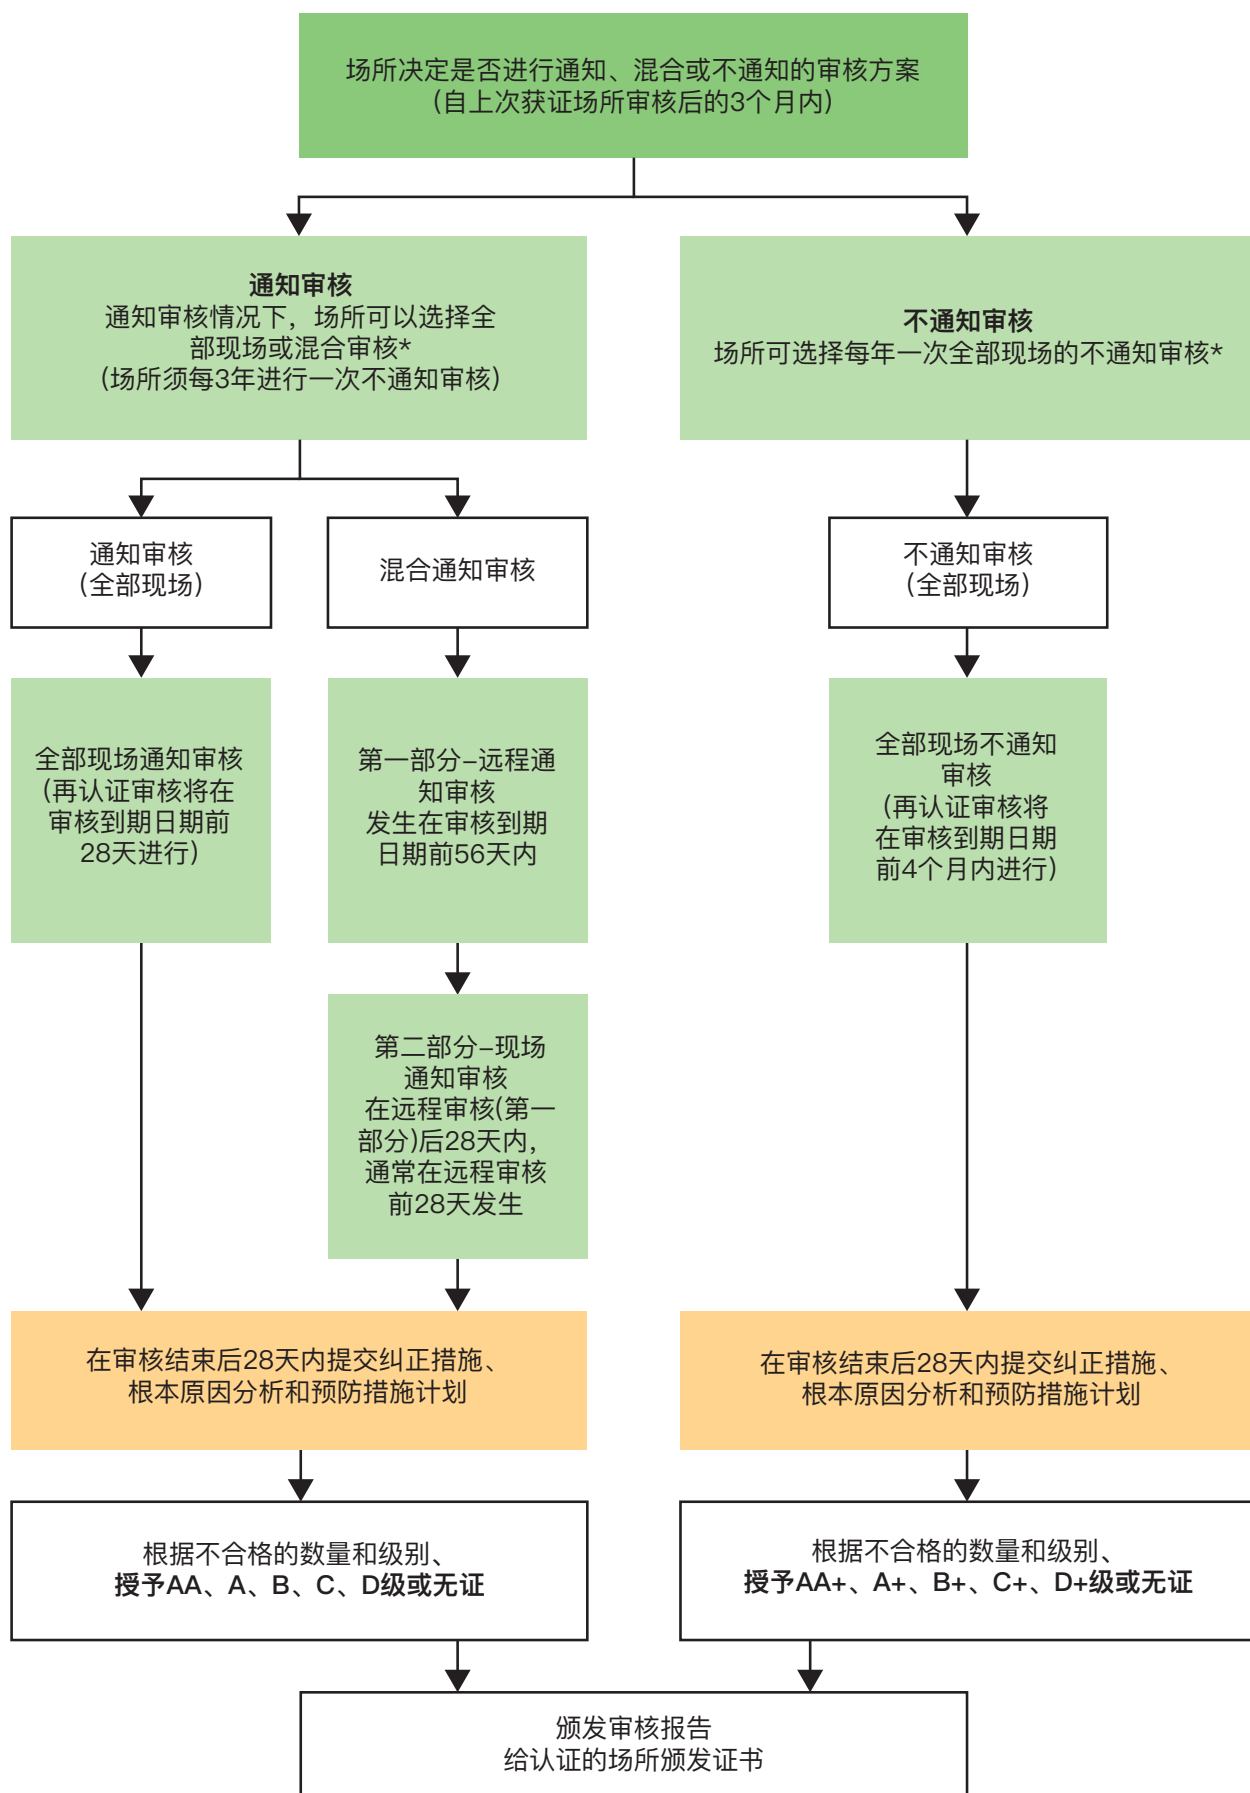 场所决定是否进行通知、混合或不通知的审核方案
(自上次获证场所审核后的3个月内)
通知审核
通知审核情况下，场所可以选择全
部现场或混合审核*
(场所须每3年进行一次不通知审核)
不通知审核
场所可选择每年一次全部现场的不通知审核*
通知审核
(全部现场)
混合通知审核
不通知审核
(全部现场)
全部现场通知审核
(再认证审核将在
审核到期日期前
28天进行)
第一部分–远程通
知审核
发生在审核到期
日期前56天内
全部现场不通知
审核
(再认证审核将
在审核到期日期
前4个月内进行)
第二部分–现场
通知审核
在远程审核(第一
部分)后28天内，
通常在远程审核
前28天发生
在审核结束后28天内提交纠正措施、
根本原因分析和预防措施计划
在审核结束后28天内提交纠正措施、
根本原因分析和预防措施计划
根据不合格的数量和级别、
授予AA、A、B、C、D级或无证
根据不合格的数量和级别、
授予AA+、A+、B+、C+、D+级或无证
颁发审核报告
给认证的场所颁发证书